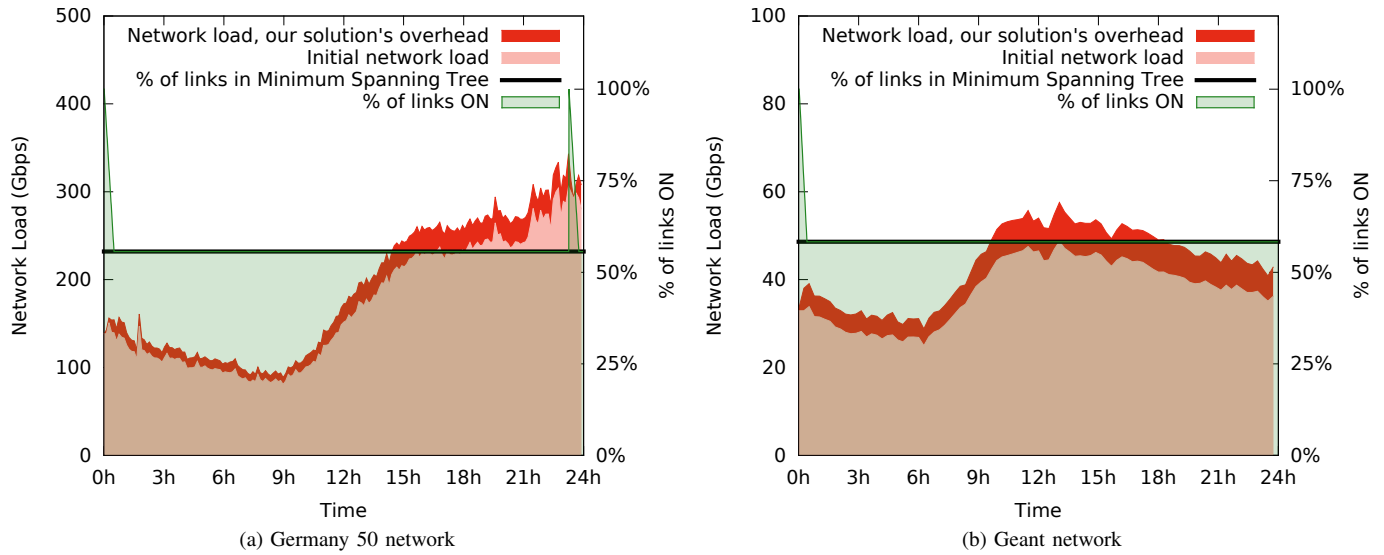 500
400
300
200
100
0
Network Load (Gbps)
Network load, our solution's overhead
Initial network load
% of links in Minimum Spanning Tree
% of links ON
100%
75%
50%
25%
0%
% of links ON
0h 3h 6h 9h 12h 15h 18h 21h 24h
Time
(a) Germany 50 network
100
80
60
40
20
0
Network Load (Gbps)
Network load, our solution's overhead
Initial network load
% of links in Minimum Spanning Tree
% of links ON
100%
75%
50%
25%
0%
% of links ON
0h 3h 6h 9h 12h 15h 18h 21h 24h
Time
(b) Geant network